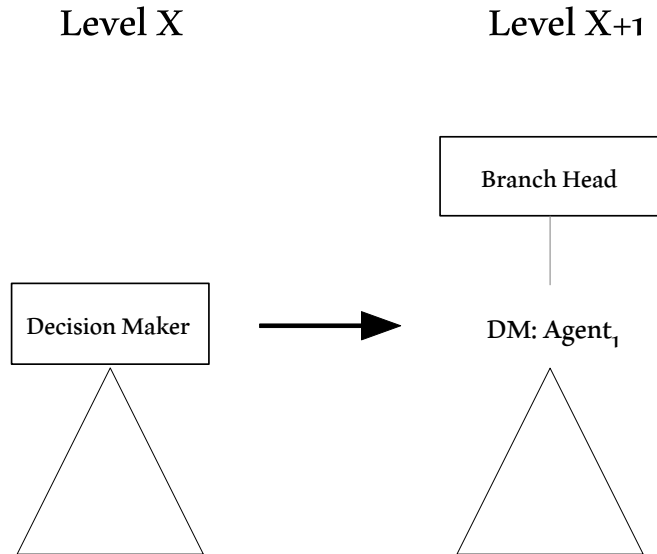 Level X
Level X+1
Branch Head
Decision Maker
DM: Agent₁